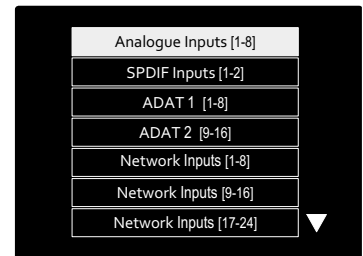 Analogue Inputs [1-8]
SPDIF Inputs [1-2]
ADAT 1 [1-8]
ADAT 2 [9-16]
Network Inputs [1-8]
Network Inputs [9-16]
Network Inputs [17-24]